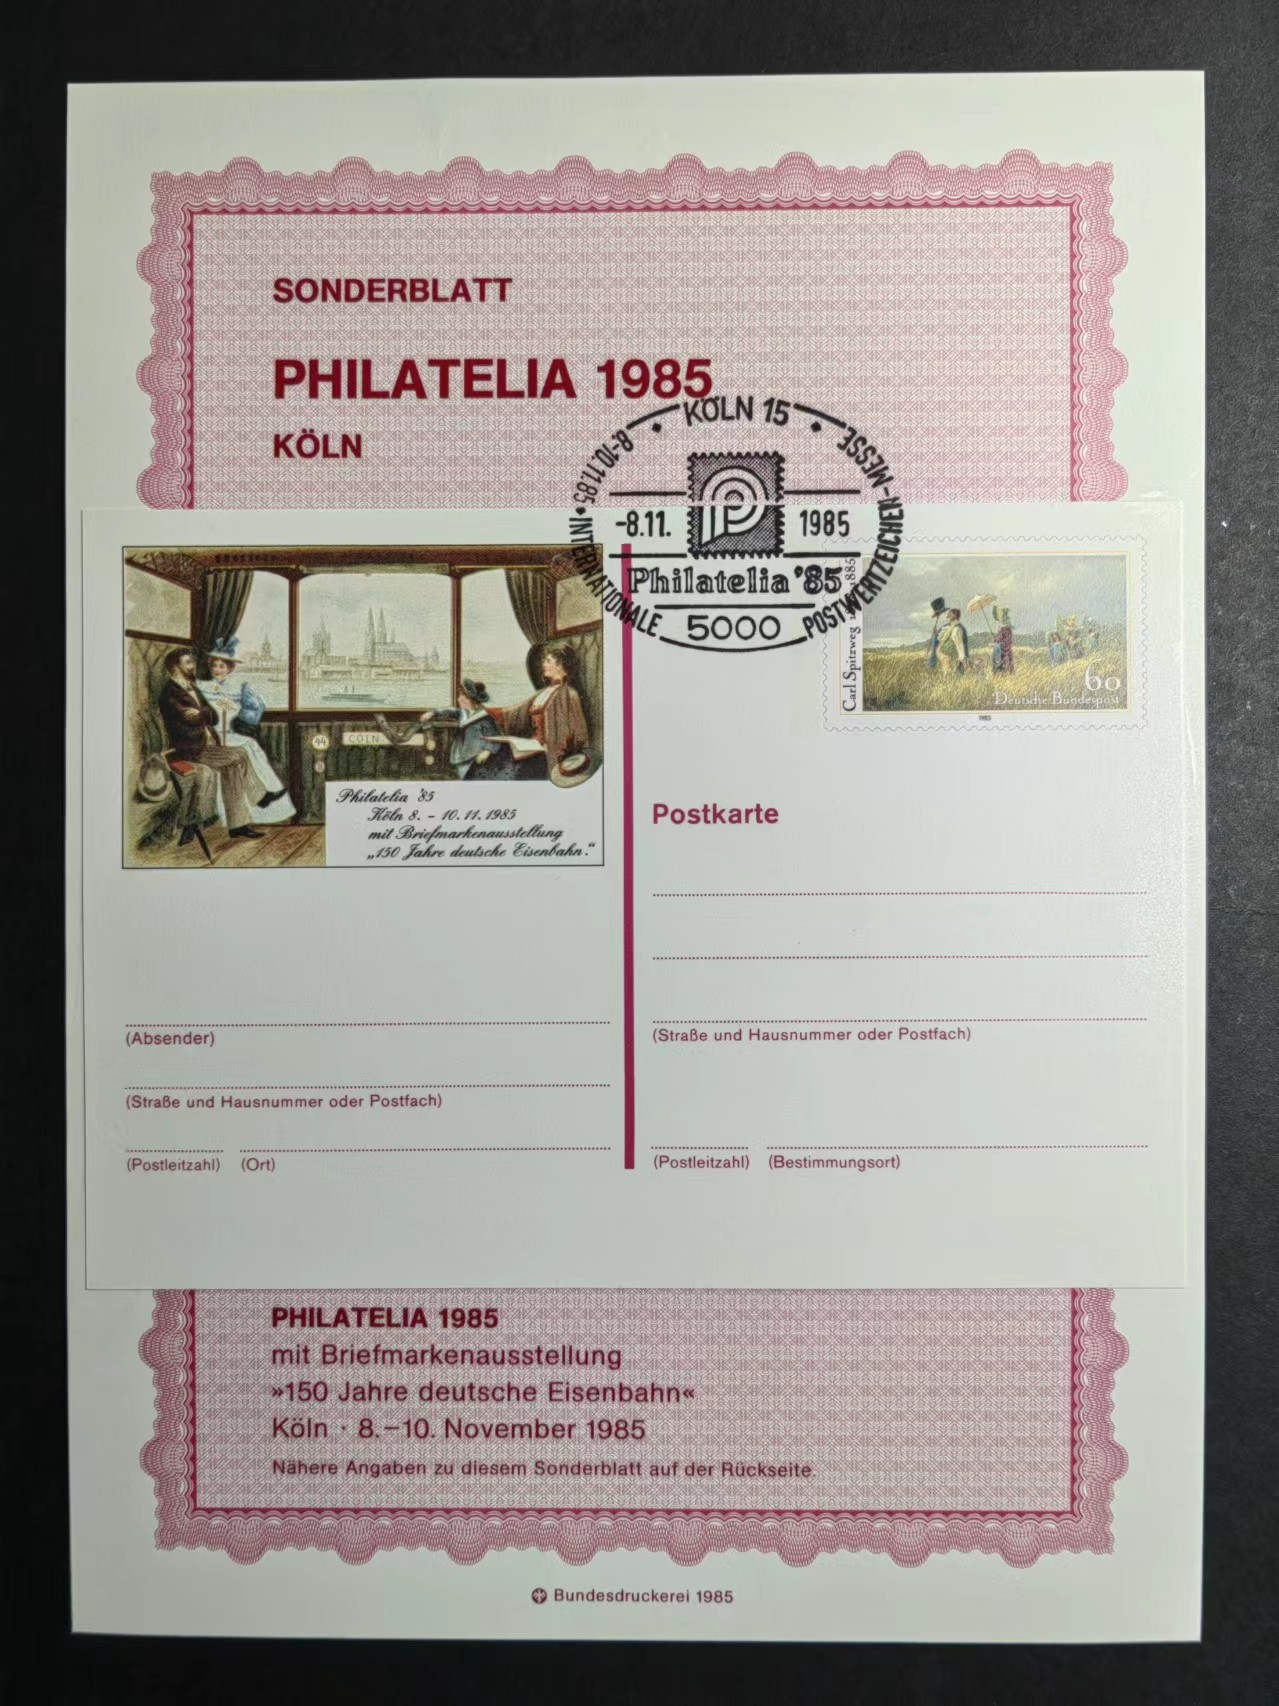 SONDERBLATT
PHILATELIA 1985
KÖLN
KÖLN 15
8.-10.11.85 • INTERNATIONALE POSTWERTZEICHEN-MESSE
-8.11. 1985
Philatelia '85
5000
Carl Spitzweg 1885
60
Deutsche Bundespost
1985
44 CÖLN
Philatelia '85
Köln 8. - 10.11.1985
mit Briefmarkenausstellung
„150 Jahre deutsche Eisenbahn."
Postkarte
(Absender)
(Straße und Hausnummer oder Postfach)
(Postleitzahl) (Ort)
(Straße und Hausnummer oder Postfach)
(Postleitzahl) (Bestimmungsort)
PHILATELIA 1985
mit Briefmarkenausstellung
»150 Jahre deutsche Eisenbahn«
Köln · 8.–10. November 1985
Nähere Angaben zu diesem Sonderblatt auf der Rückseite.
Bundesdruckerei 1985